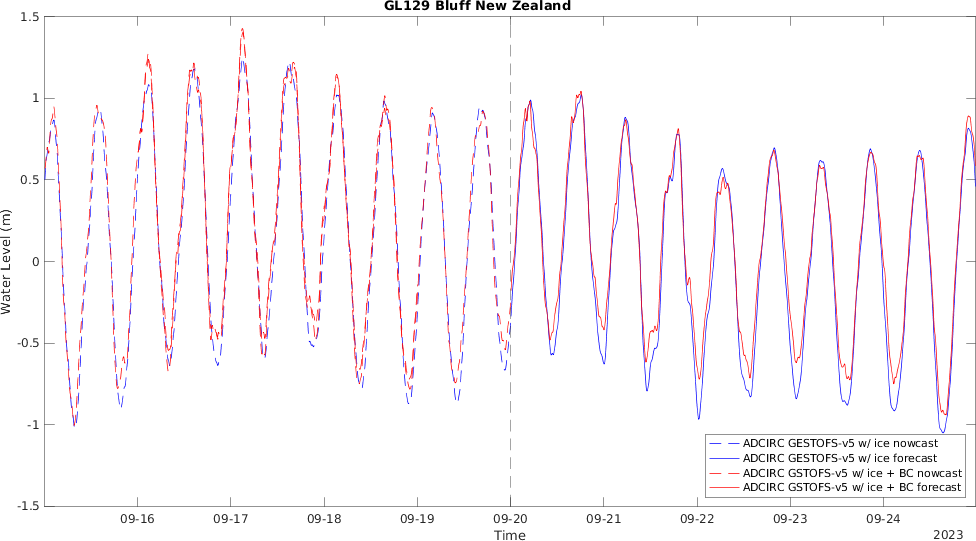 GL129 Bluff New Zealand
1.5
1
0.5
0
-0.5
-1
-1.5
Water Level (m)
ADCIRC GESTOFS-v5 w/ ice nowcast
ADCIRC GESTOFS-v5 w/ ice forecast
ADCIRC GSTOFS-v5 w/ ice + BC nowcast
ADCIRC GSTOFS-v5 w/ ice + BC forecast
09-16 09-17 09-18 09-19 09-20 09-21 09-22 09-23 09-24
Time
2023